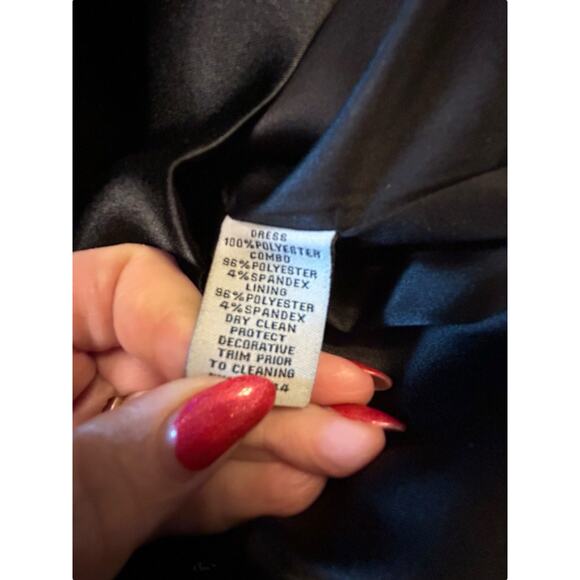 DRESS
100%POLYESTER
COMBO
96%POLYESTER
4%SPANDEX
LINING
96%POLYESTER
4%SPANDEX
DRY CLEAN
PROTECT
DECORATIVE
TRIM PRIOR
TO CLEANING